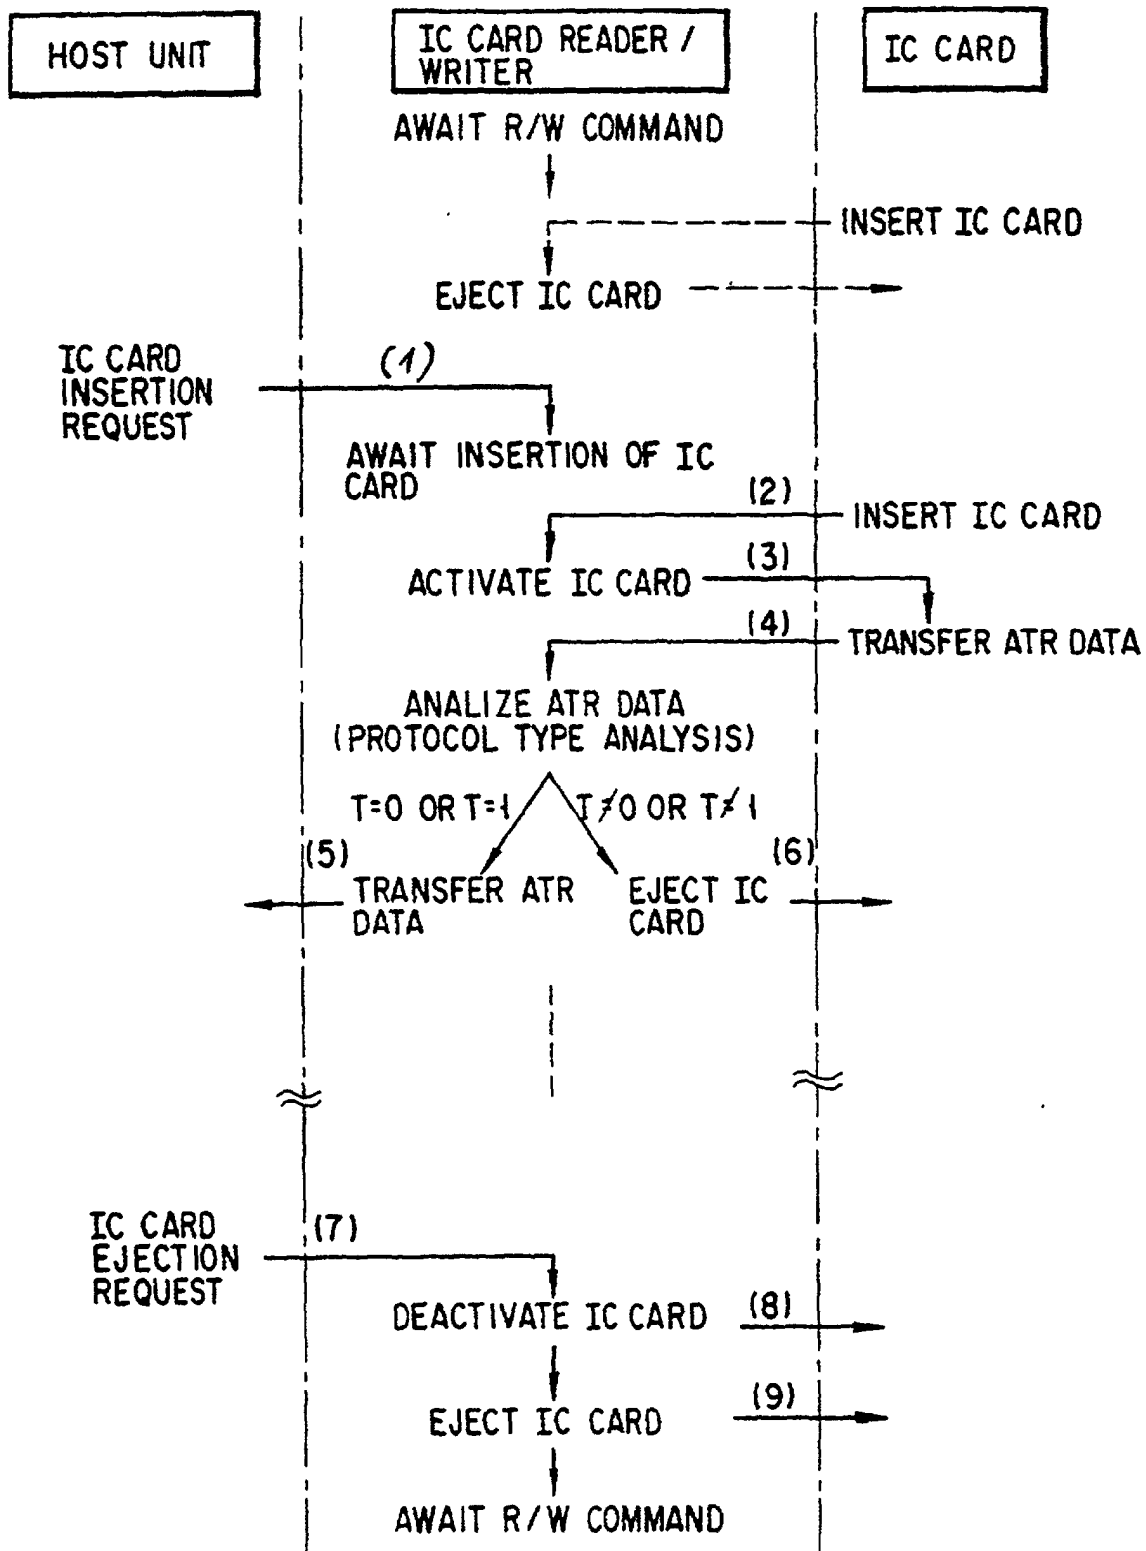 HOST UNIT
IC CARD READER /
WRITER
IC CARD
AWAIT R/W COMMAND
INSERT IC CARD
EJECT IC CARD
IC CARD
INSERTION
REQUEST
(1)
AWAIT INSERTION OF IC
CARD
(2)
INSERT IC CARD
ACTIVATE IC CARD
(3)
(4)
TRANSFER ATR DATA
ANALIZE ATR DATA
(PROTOCOL TYPE ANALYSIS)
T=0 OR T=1
T≠0 OR T≠1
(5)
(6)
TRANSFER ATR
DATA
EJECT IC
CARD
IC CARD
EJECTION
REQUEST
(7)
DEACTIVATE IC CARD
(8)
EJECT IC CARD
(9)
AWAIT R/W COMMAND